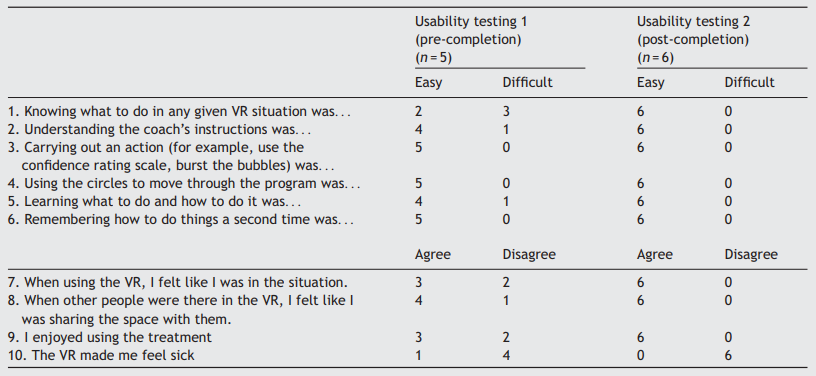 Usability testing 1 Usability testing 2
(pre-completion) (post-completion)
(n = 5) (n = 6)
Easy Difficult Easy Difficult
1. Knowing what to do in any given VR situation was... 2 3 6 0
2. Understanding the coach's instructions was... 4 1 6 0
3. Carrying out an action (for example, use the 5 0 6 0
confidence rating scale, burst the bubbles) was...
4. Using the circles to move through the program was... 5 0 6 0
5. Learning what to do and how to do it was... 4 1 6 0
6. Remembering how to do things a second time was... 5 0 6 0
Agree Disagree Agree Disagree
7. When using the VR, I felt like I was in the situation. 3 2 6 0
8. When other people were there in the VR, I felt like I 4 1 6 0
was sharing the space with them.
9. I enjoyed using the treatment 3 2 6 0
10. The VR made me feel sick 1 4 0 6